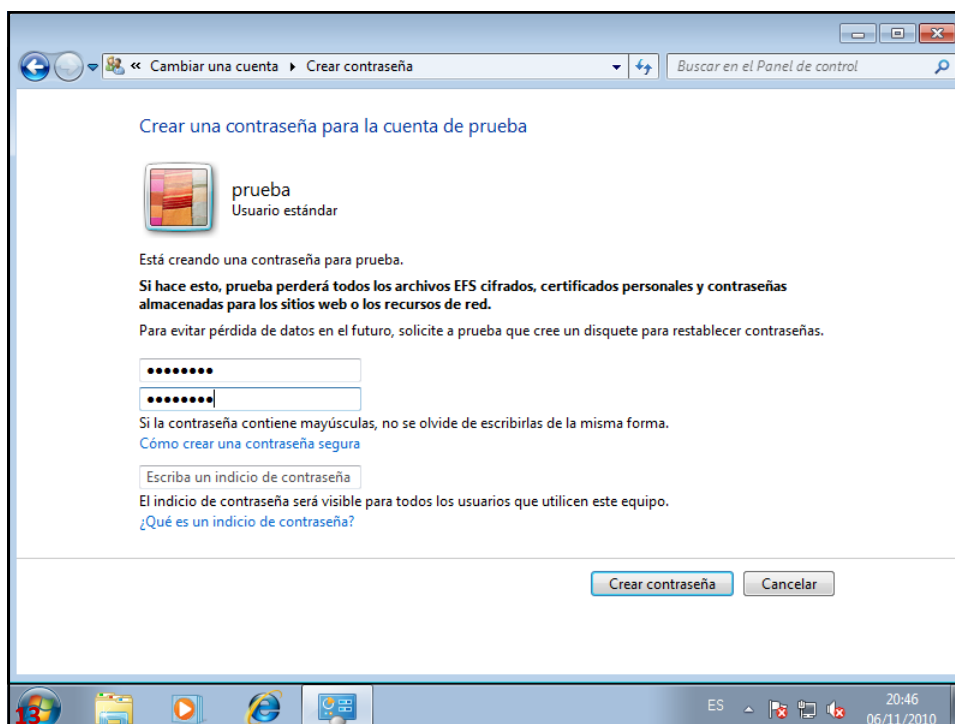 « Cambiar una cuenta ▸ Crear contraseña
Buscar en el Panel de control
Crear una contraseña para la cuenta de prueba
prueba
Usuario estándar
Está creando una contraseña para prueba.
Si hace esto, prueba perderá todos los archivos EFS cifrados, certificados personales y contraseñas
almacenadas para los sitios web o los recursos de red.
Para evitar pérdida de datos en el futuro, solicite a prueba que cree un disquete para restablecer contraseñas.
●●●●●●●●
●●●●●●●●
Si la contraseña contiene mayúsculas, no se olvide de escribirlas de la misma forma.
Cómo crear una contraseña segura
Escriba un indicio de contraseña
El indicio de contraseña será visible para todos los usuarios que utilicen este equipo.
¿Qué es un indicio de contraseña?
Crear contraseña
Cancelar
13
ES
20:46
06/11/2010